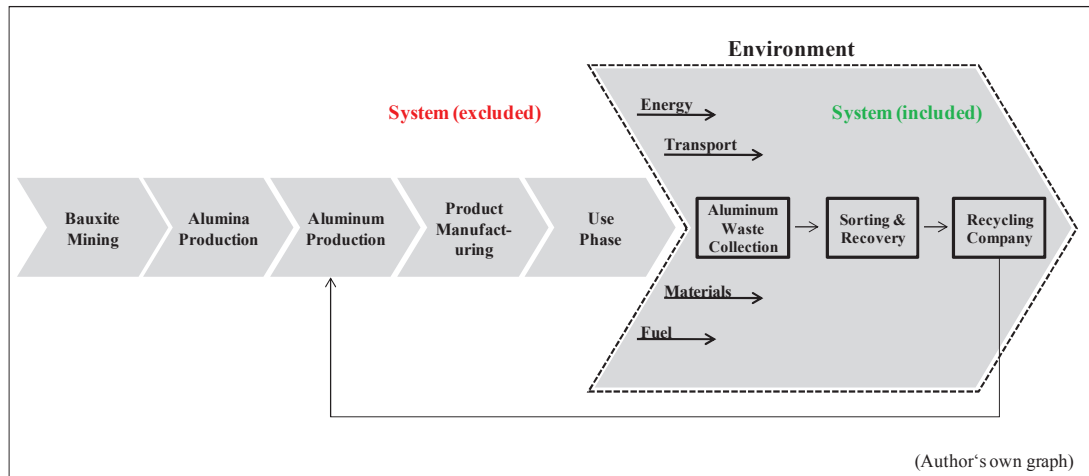 Environment
System (excluded)
System (included)
Energy
Transport
Bauxite
Mining
Alumina
Production
Aluminum
Production
Product
Manufact-
uring
Use
Phase
Aluminum
Waste
Collection
Sorting &
Recovery
Recycling
Company
Materials
Fuel
(Author‘s own graph)